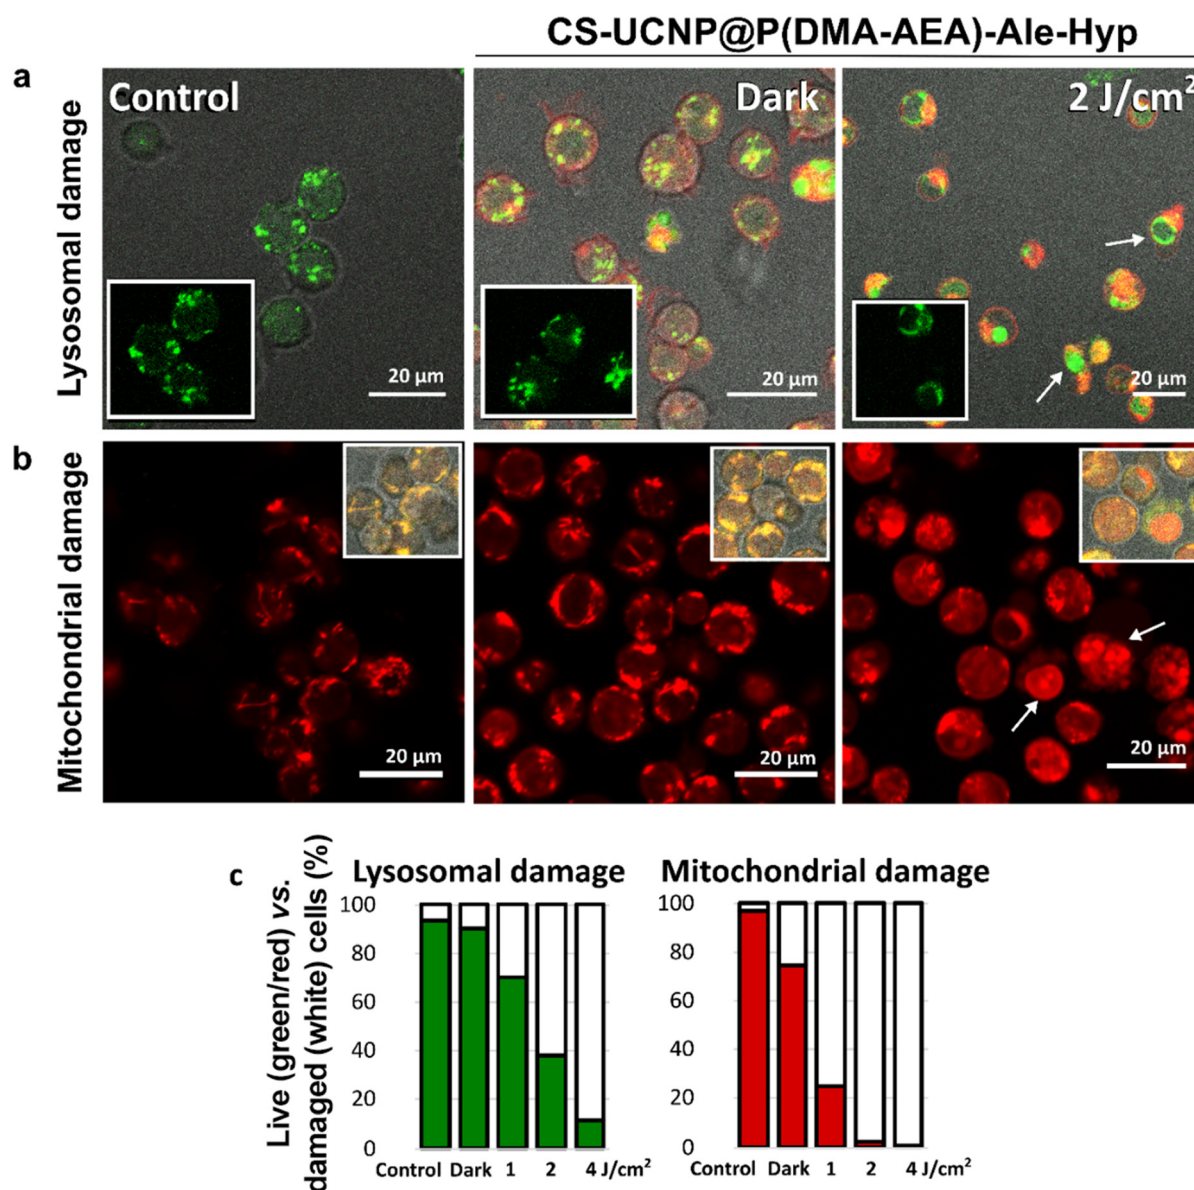 CS-UCNP@P(DMA-AEA)-Ale-Hyp
a
Lysosomal damage
Control
Dark
2 J/cm²
20 μm
20 μm
20 μm
b
Mitochondrial damage
20 μm
20 μm
20 μm
c
Live (green/red) vs.
damaged (white) cells (%)
Lysosomal damage
100
80
60
40
20
0
Control Dark 1 2 4 J/cm²
Mitochondrial damage
100
80
60
40
20
0
Control Dark 1 2 4 J/cm²